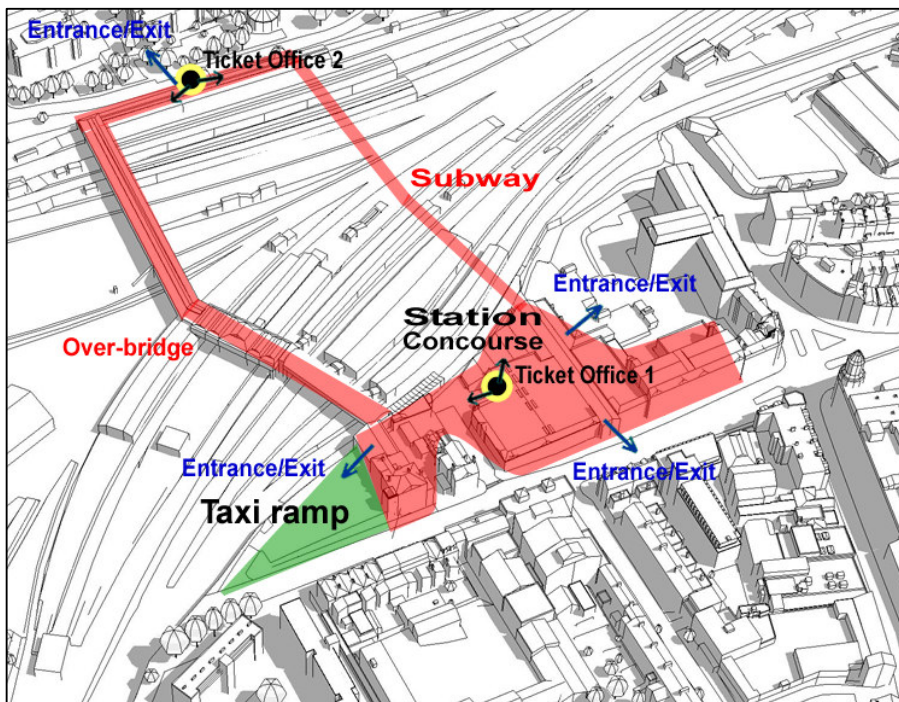 Entrance/Exit
Ticket Office 2
Subway
Entrance/Exit
Station
Concourse
Over-bridge
Ticket Office 1
Entrance/Exit
Entrance/Exit
Taxi ramp